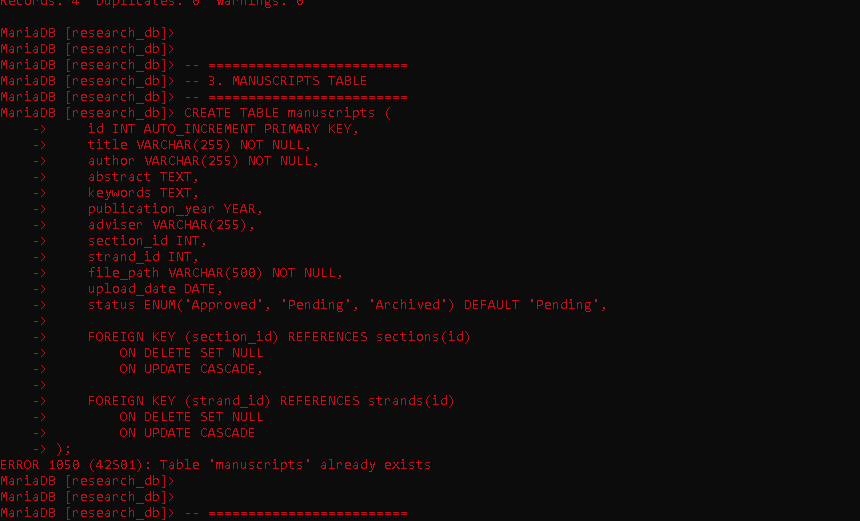 Records: 4  Duplicates: 0  Warnings: 0
MariaDB [research_db]>
MariaDB [research_db]>
MariaDB [research_db]> -- =========================
MariaDB [research_db]> -- 3. MANUSCRIPTS TABLE
MariaDB [research_db]> -- =========================
MariaDB [research_db]> CREATE TABLE manuscripts (
    ->     id INT AUTO_INCREMENT PRIMARY KEY,
    ->     title VARCHAR(255) NOT NULL,
    ->     author VARCHAR(255) NOT NULL,
    ->     abstract TEXT,
    ->     keywords TEXT,
    ->     publication_year YEAR,
    ->     adviser VARCHAR(255),
    ->     section_id INT,
    ->     strand_id INT,
    ->     file_path VARCHAR(500) NOT NULL,
    ->     upload_date DATE,
    ->     status ENUM('Approved', 'Pending', 'Archived') DEFAULT 'Pending',
    ->
    ->     FOREIGN KEY (section_id) REFERENCES sections(id)
    ->         ON DELETE SET NULL
    ->         ON UPDATE CASCADE,
    ->
    ->     FOREIGN KEY (strand_id) REFERENCES strands(id)
    ->         ON DELETE SET NULL
    ->         ON UPDATE CASCADE
    -> );
ERROR 1050 (42S01): Table 'manuscripts' already exists
MariaDB [research_db]>
MariaDB [research_db]>
MariaDB [research_db]> -- =========================